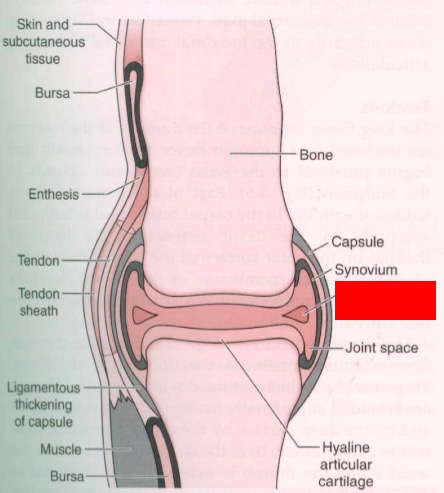 Skin and
subcutaneous
tissue
Bursa
Bone
Enthesis
Capsule
Tendon
Synovium
Tendon
sheath
Joint space
Ligamentous
thickening
of capsule
Muscle
Hyaline
articular
cartilage
Bursa